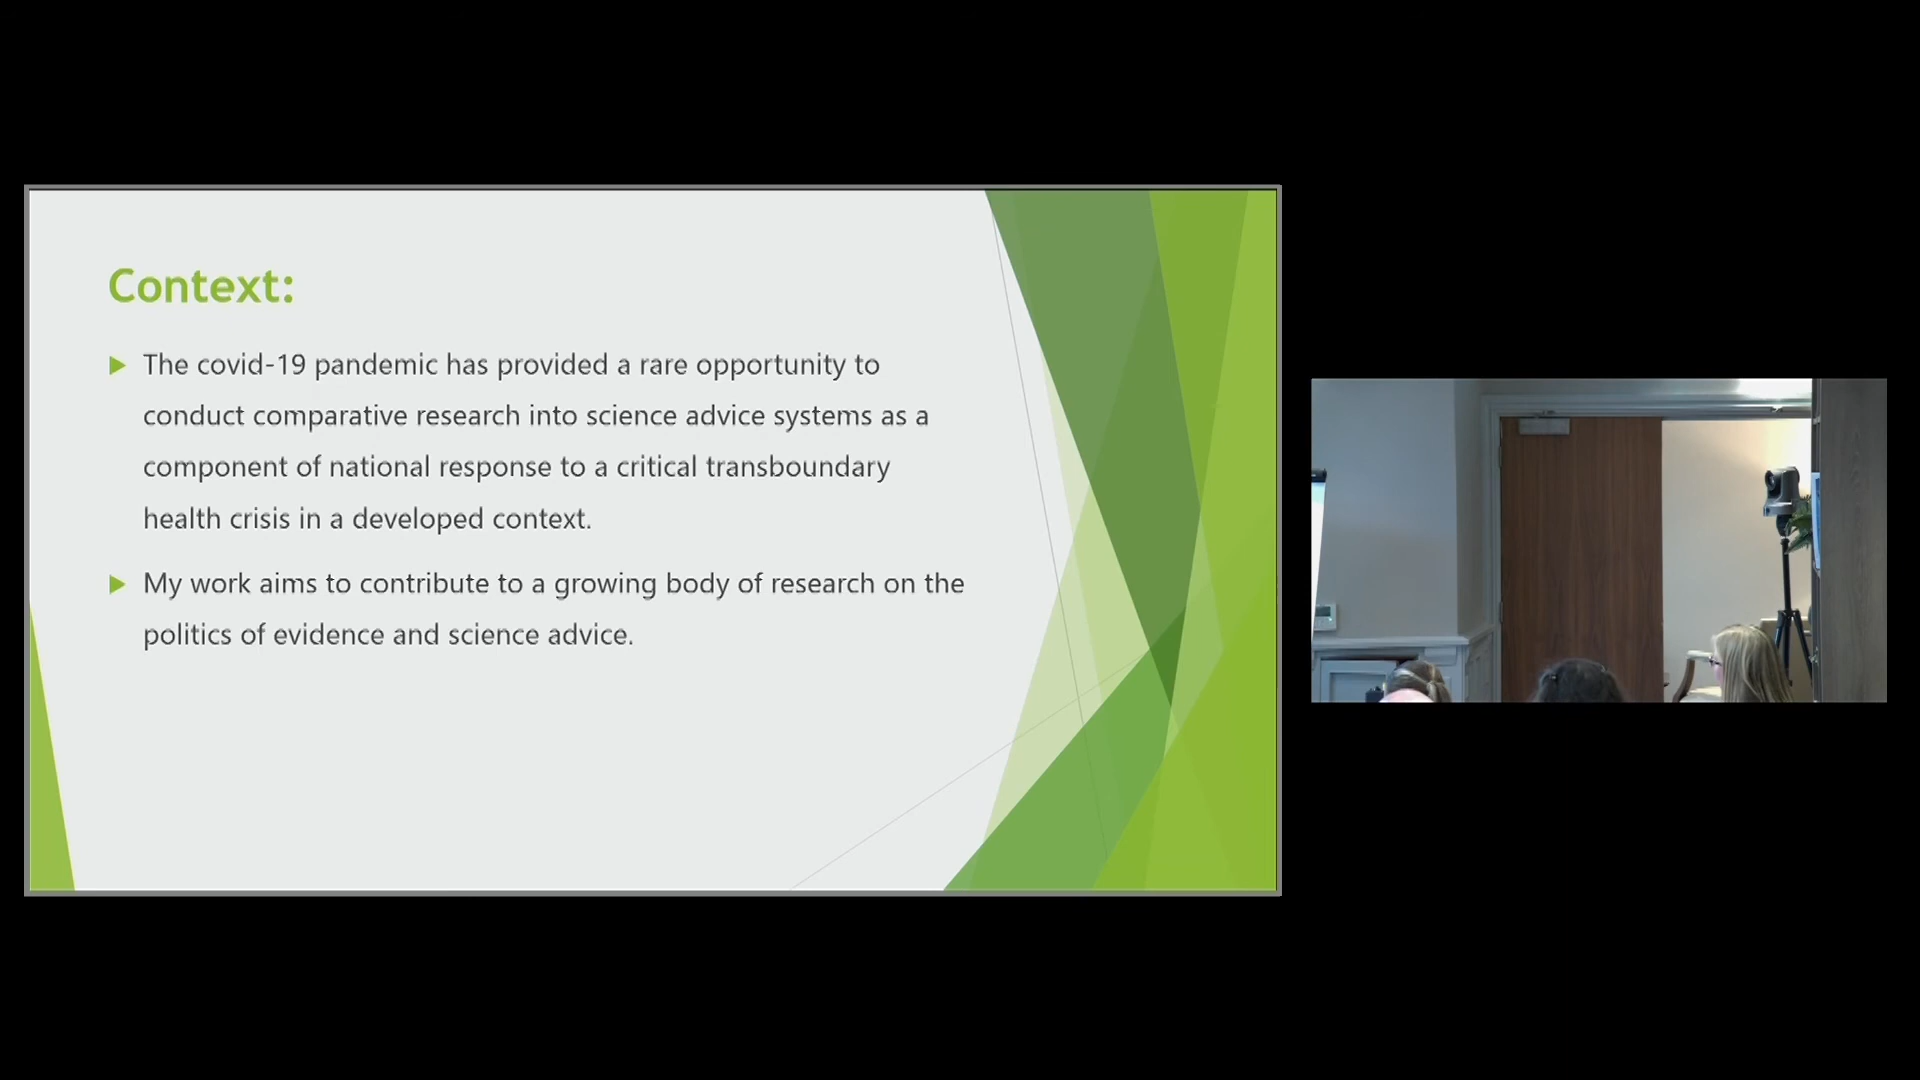 Context:
The covid-19 pandemic has provided a rare opportunity to
conduct comparative research into science advice systems as a
component of national response to a critical transboundary
health crisis in a developed context.
My work aims to contribute to a growing body of research on the
politics of evidence and science advice.